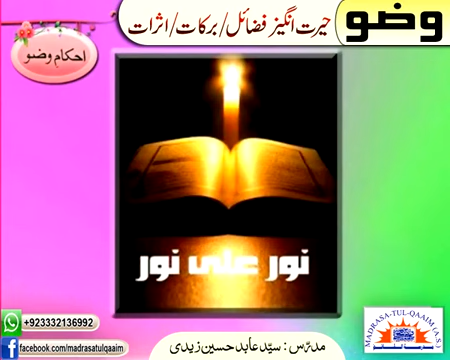 وضو
حیرت انگیز فضائل/برکات/اثرات
احکام وضو
نور علی نور
+923332136992
facebook.com/madrasatulqaaim
مدرّس : سیّد عابد حسین زیدی
MADRASA-TUL-QAAIM (A.S)